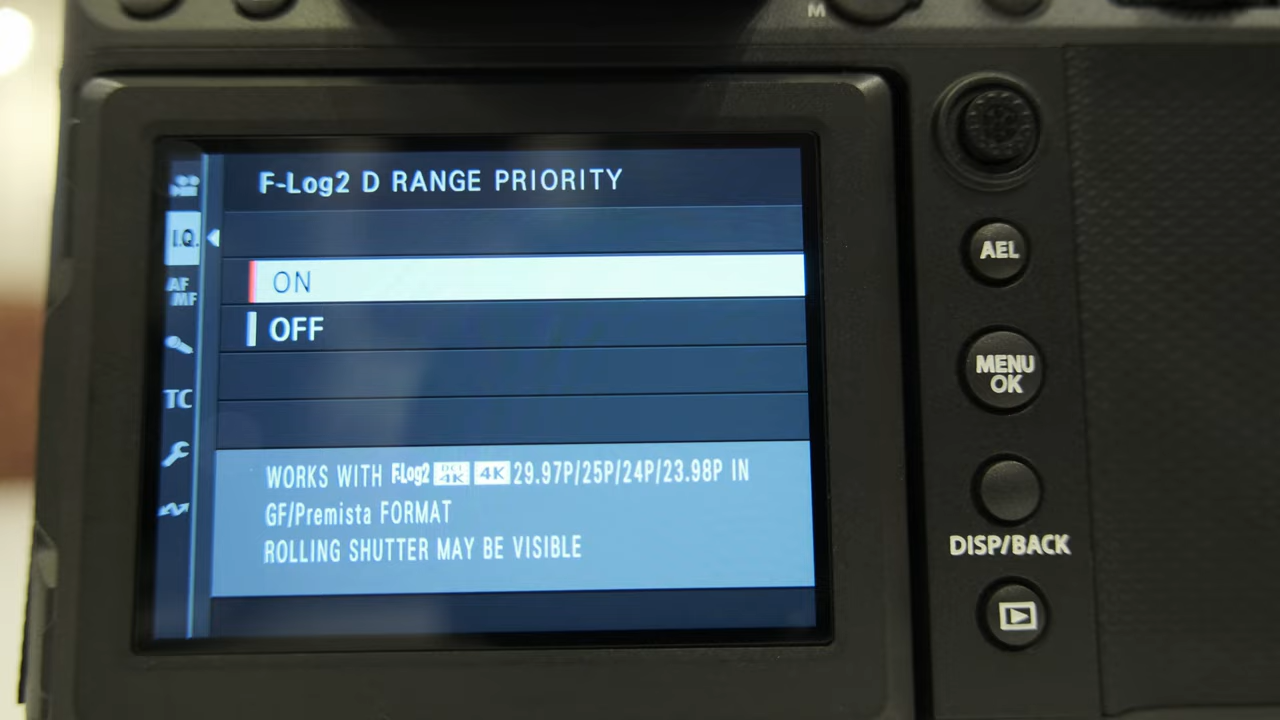 M
F-Log2 D RANGE PRIORITY
I.Q.
ON
AF
MF
OFF
TC
WORKS WITH F-Log2 DCI 4K 4K 29.97P/25P/24P/23.98P IN
GF/Premista FORMAT
ROLLING SHUTTER MAY BE VISIBLE
AEL
MENU
OK
DISP/BACK